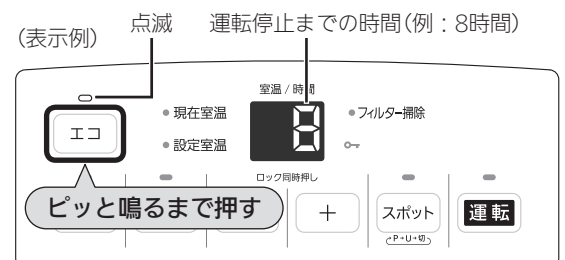 (表示例)
点滅
運転停止までの時間(例：8時間)
室温 / 時間
エコ
●現在室温
●設定室温
8
●フィルター掃除
ロック同時押し
ピッと鳴るまで押す
+
スポット
P→U→切
運転